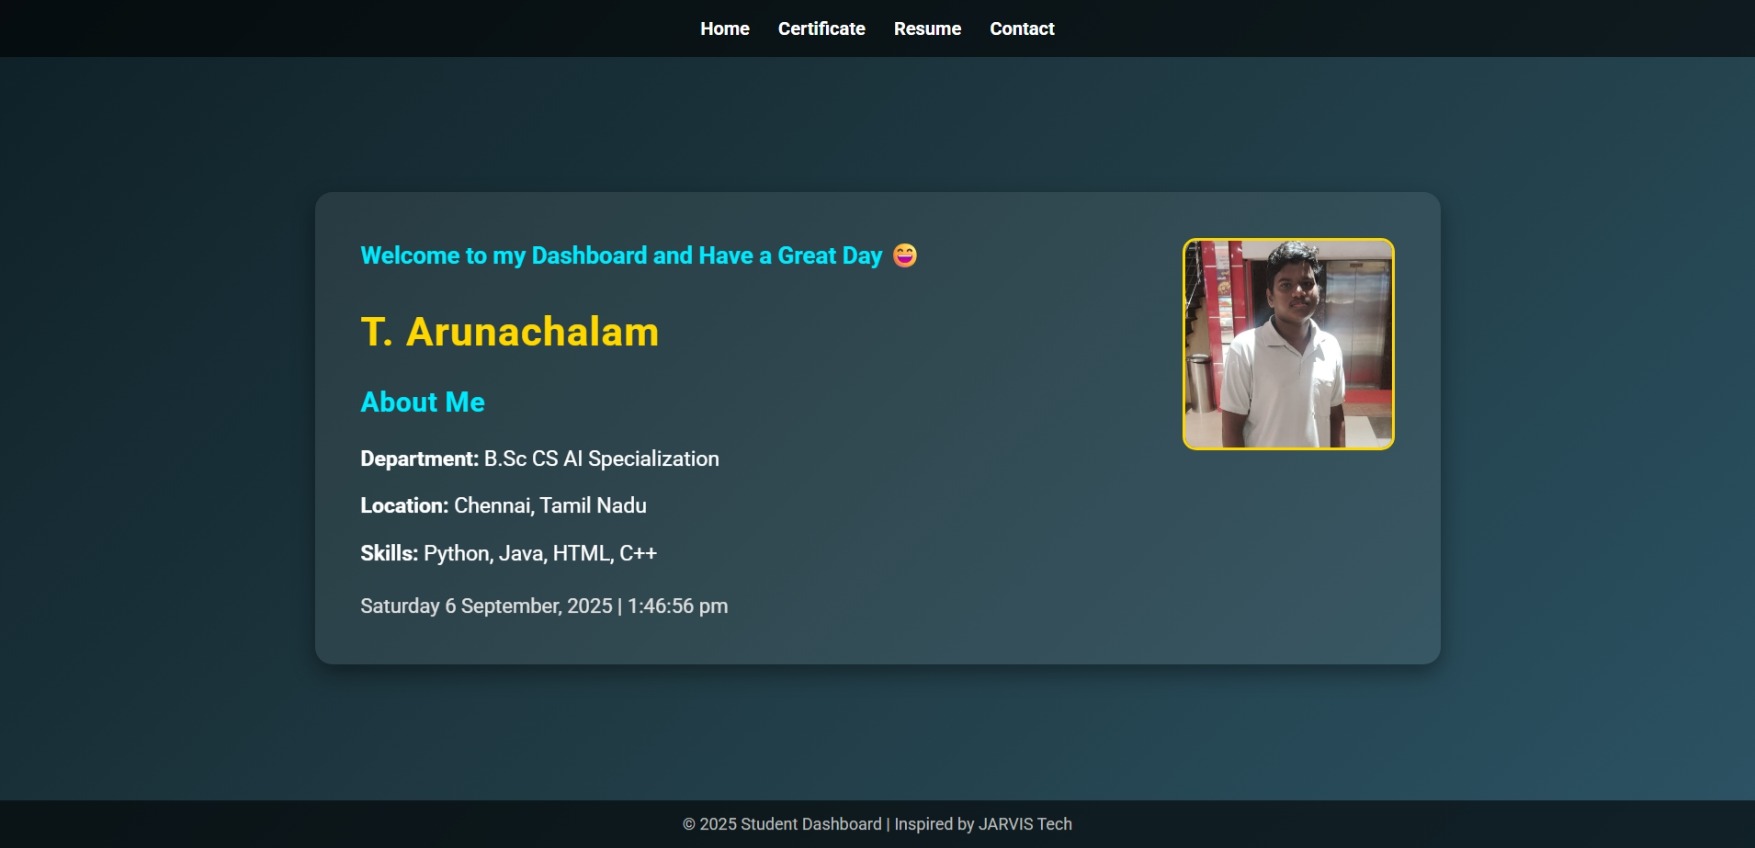 Home Certificate Resume Contact
Welcome to my Dashboard and Have a Great Day 😄
T. Arunachalam
About Me
Department: B.Sc CS AI Specialization
Location: Chennai, Tamil Nadu
Skills: Python, Java, HTML, C++
Saturday 6 September, 2025 | 1:46:56 pm
© 2025 Student Dashboard | Inspired by JARVIS Tech